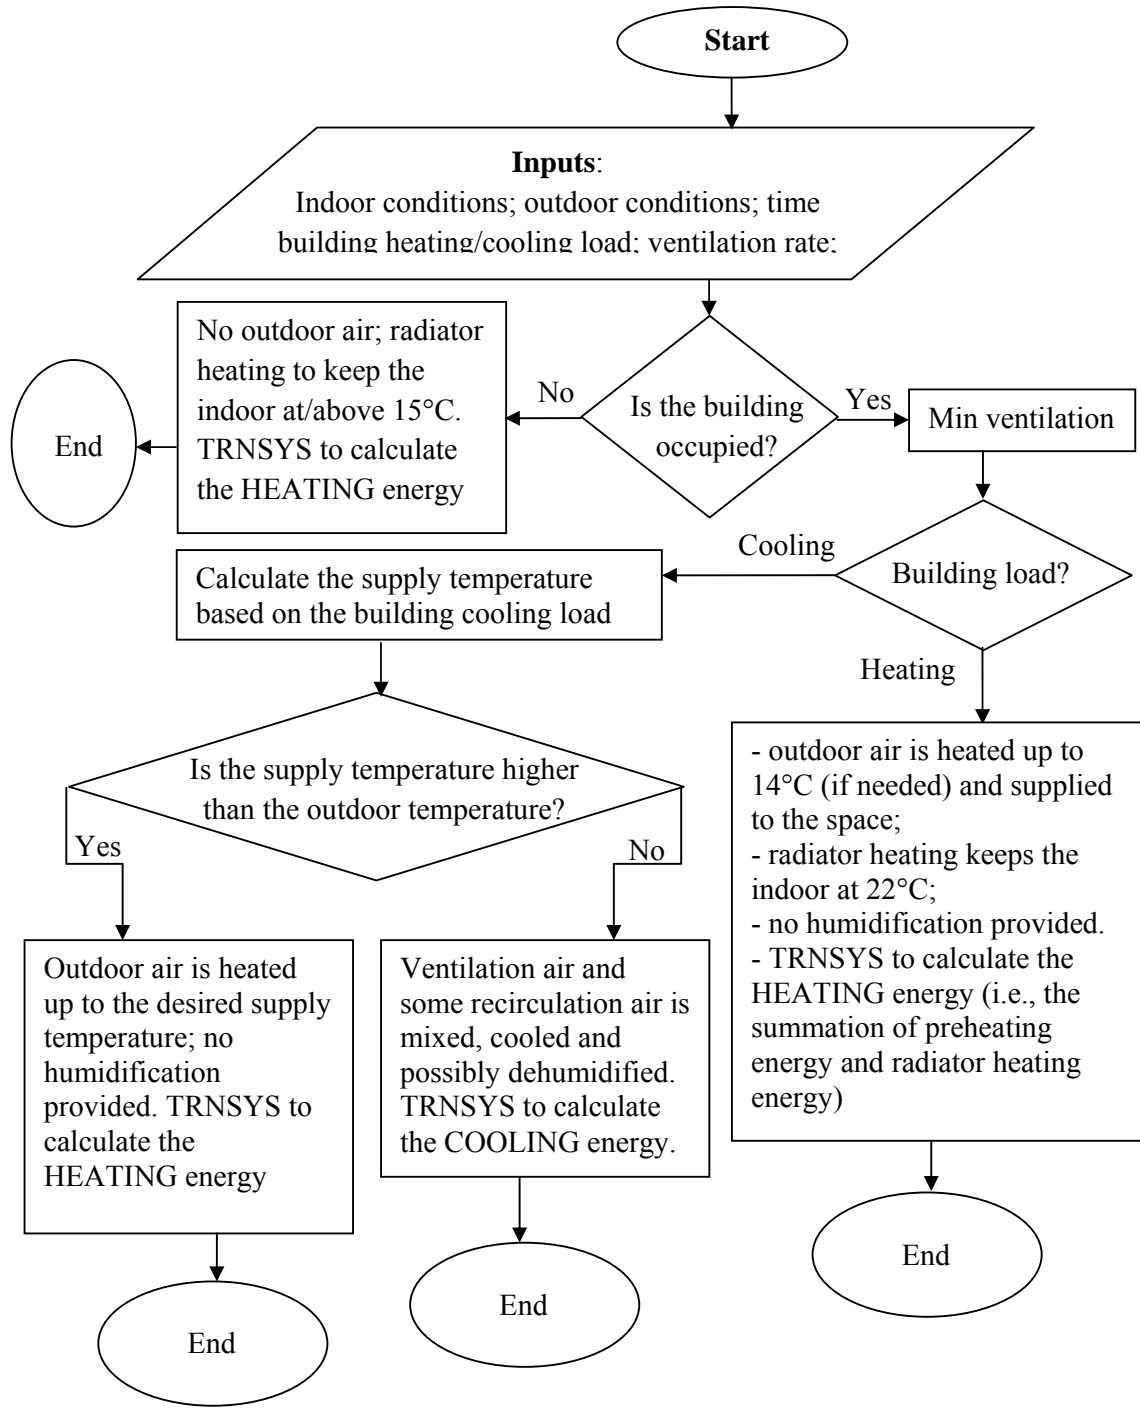 Start
Inputs:
Indoor conditions; outdoor conditions; time
building heating/cooling load; ventilation rate;
No outdoor air; radiator
heating to keep the
indoor at/above 15°C.
TRNSYS to calculate
the HEATING energy
End
No
Is the building
occupied?
Yes
Min ventilation
Cooling
Building load?
Heating
Calculate the supply temperature
based on the building cooling load
Is the supply temperature higher
than the outdoor temperature?
Yes
No
Outdoor air is heated
up to the desired supply
temperature; no
humidification
provided. TRNSYS to
calculate the
HEATING energy
Ventilation air and
some recirculation air is
mixed, cooled and
possibly dehumidified.
TRNSYS to calculate
the COOLING energy.
- outdoor air is heated up to
14°C (if needed) and supplied
to the space;
- radiator heating keeps the
indoor at 22°C;
- no humidification provided.
- TRNSYS to calculate the
HEATING energy (i.e., the
summation of preheating
energy and radiator heating
energy)
End
End
End